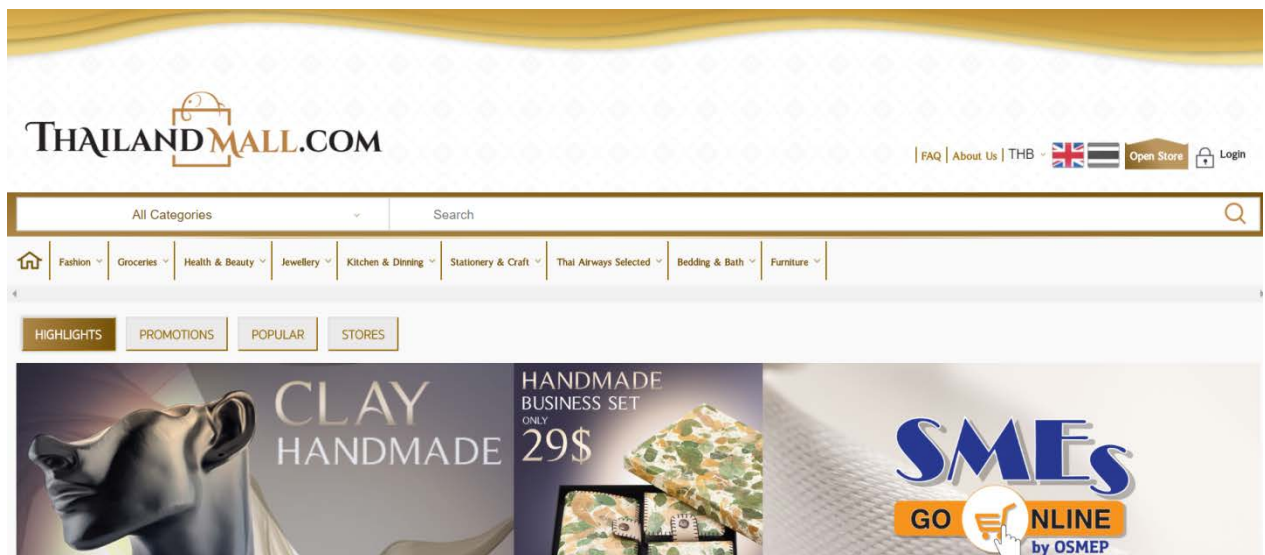 THAILANDMALL.COM
FAQ | About Us | THB Open Store Login
All Categories Search
Fashion Groceries Health & Beauty Jewellery Kitchen & Dinning Stationery & Craft Thai Airways Selected Bedding & Bath Furniture
HIGHLIGHTS PROMOTIONS POPULAR STORES
CLAY
HANDMADE
HANDMADE
BUSINESS SET
ONLY
29$
SMEs
GO ONLINE
by OSMEP